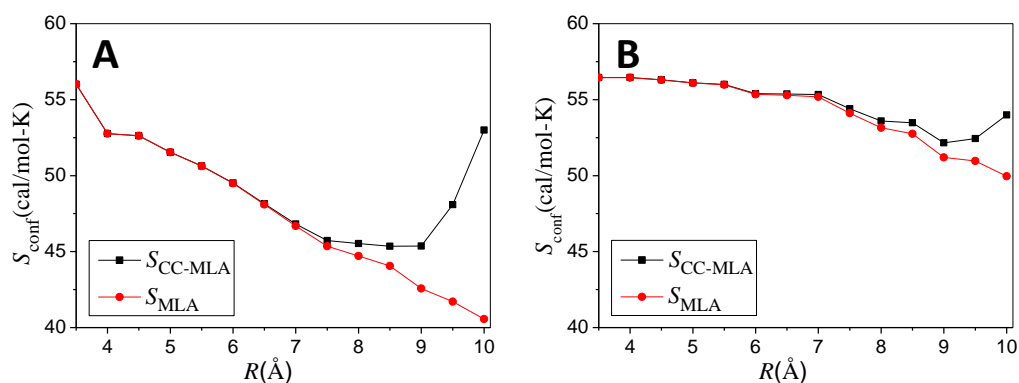 A
60
55
50
45
40
S_conf(cal/mol-K)
S_CC-MLA
S_MLA
4 5 6 7 8 9 10
R(Å)
B
60
55
50
45
40
S_conf(cal/mol-K)
S_CC-MLA
S_MLA
4 5 6 7 8 9 10
R(Å)